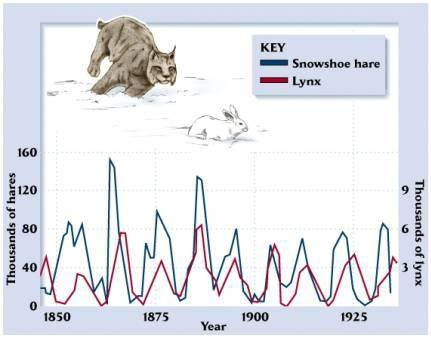 KEY
Snowshoe hare
Lynx
160
120
80
40
0
Thousands of hares
9
6
3
Thousands of lynx
1850
1875
1900
1925
Year